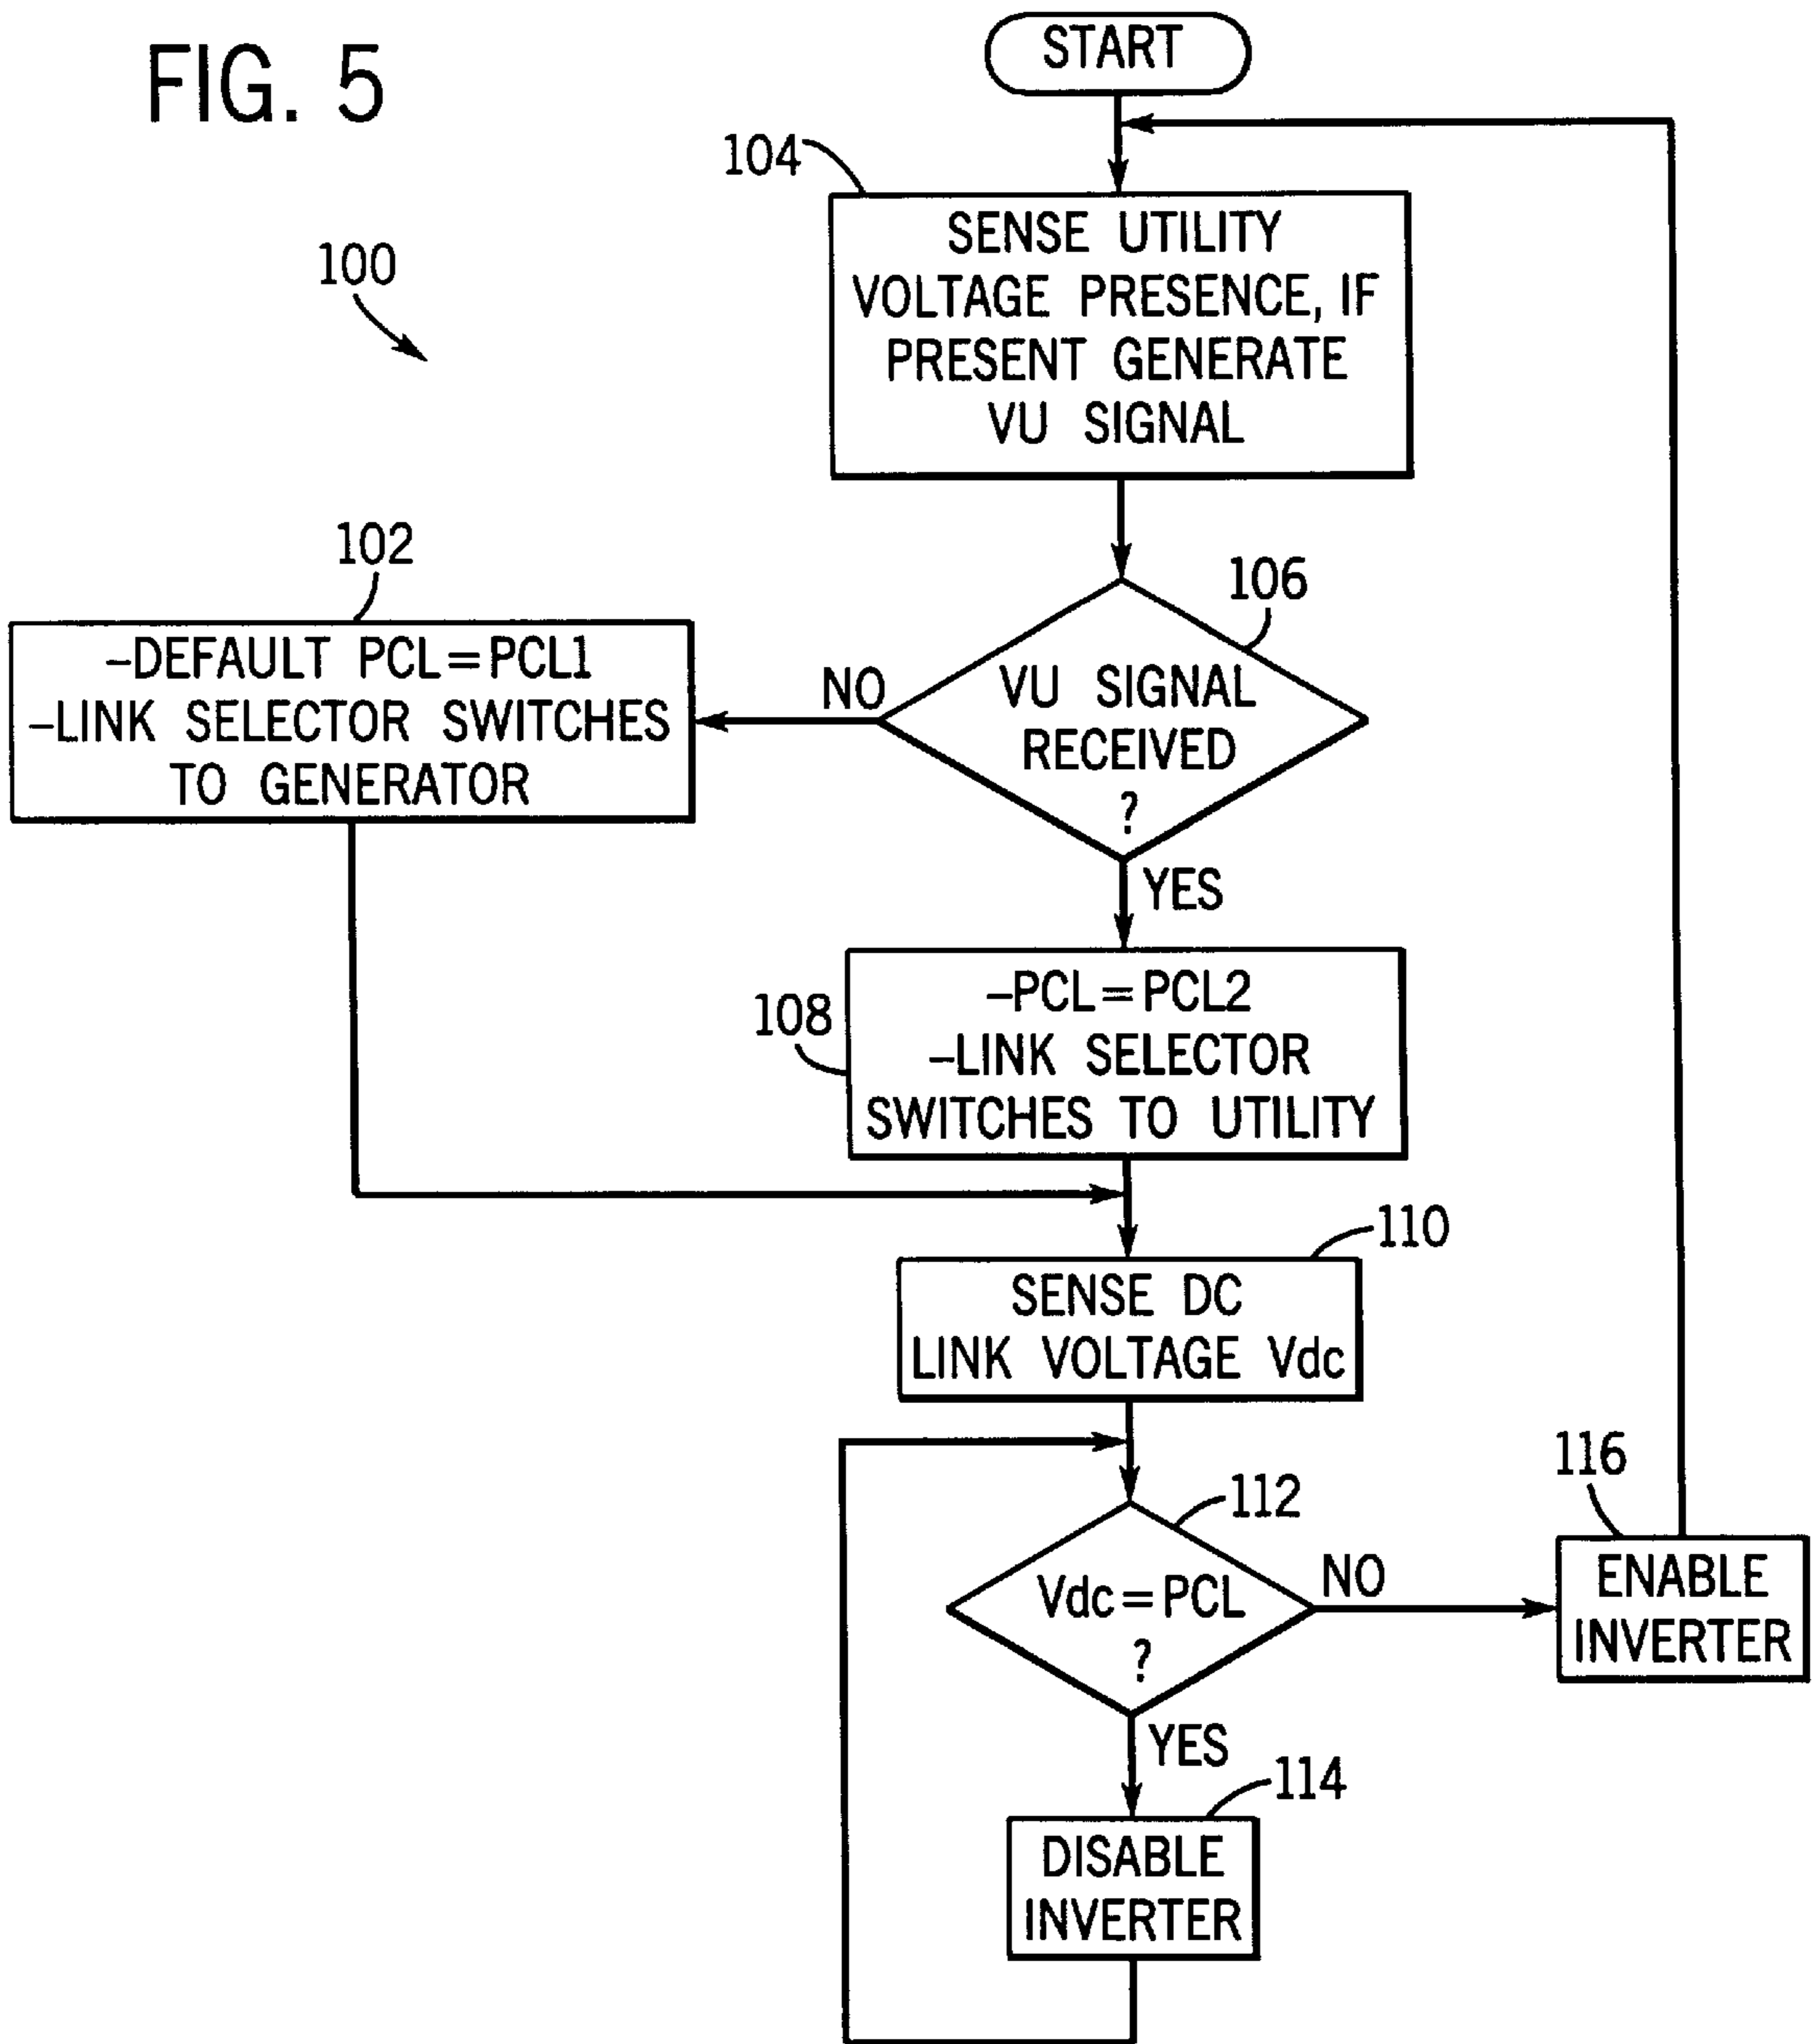 FIG. 5
START
104
SENSE UTILITY
VOLTAGE PRESENCE, IF
PRESENT GENERATE
VU SIGNAL
100
102
–DEFAULT PCL=PCL1
–LINK SELECTOR SWITCHES
TO GENERATOR
106
NO
VU SIGNAL
RECEIVED
?
YES
108
–PCL=PCL2
–LINK SELECTOR
SWITCHES TO UTILITY
110
SENSE DC
LINK VOLTAGE Vdc
112
Vdc=PCL
?
NO
116
ENABLE
INVERTER
YES
114
DISABLE
INVERTER